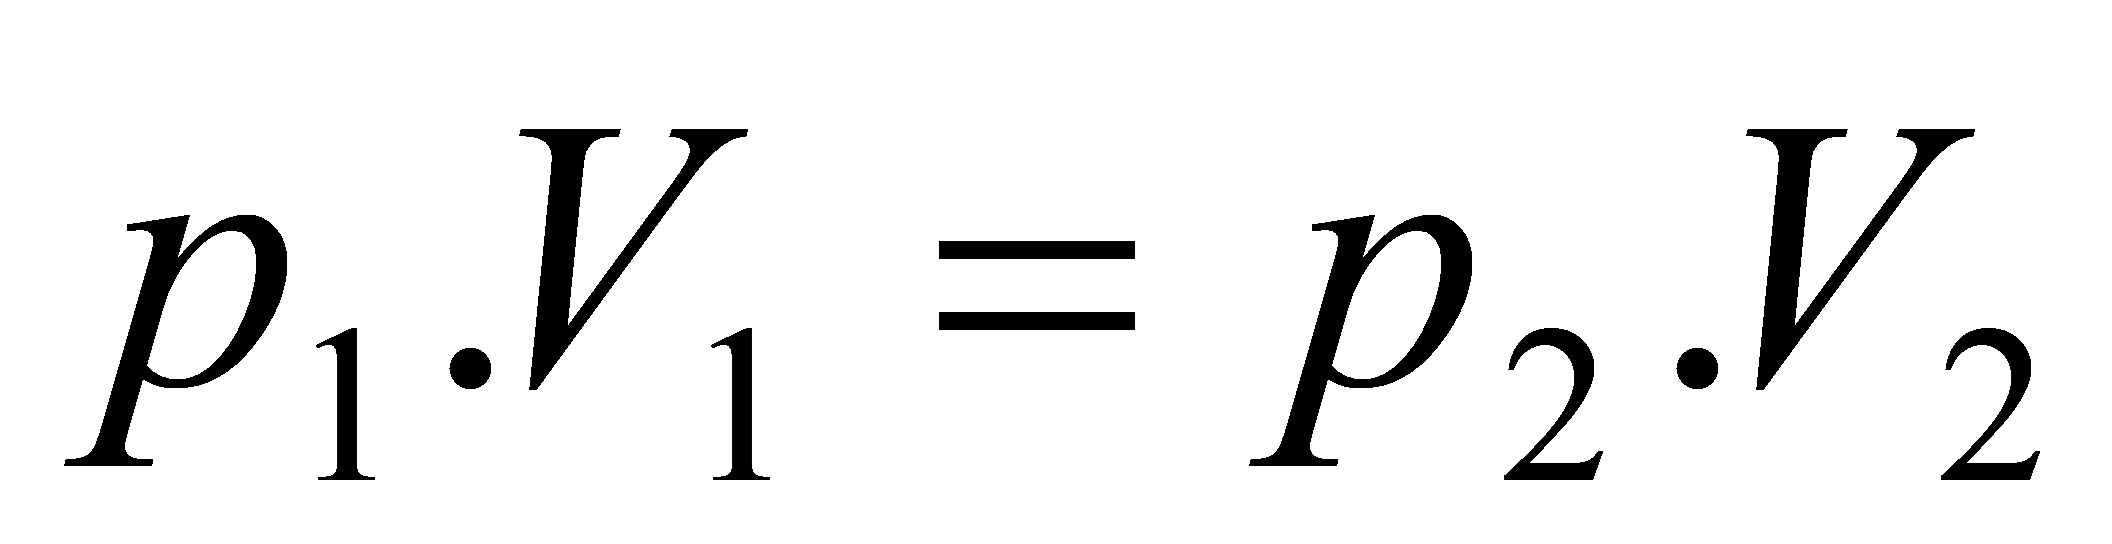 p₁.V₁ = p₂.V₂